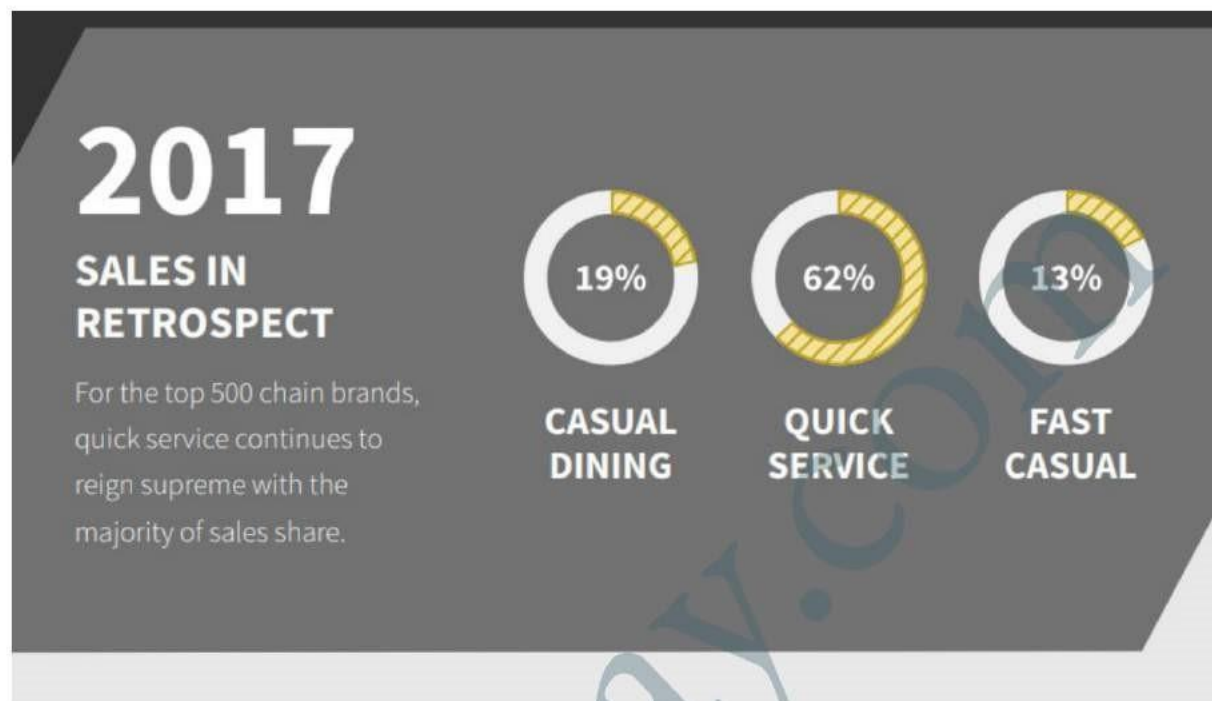 2017
SALES IN
RETROSPECT
For the top 500 chain brands,
quick service continues to
reign supreme with the
majority of sales share.
19%
62%
13%
CASUAL
DINING
QUICK
SERVICE
FAST
CASUAL
y.com